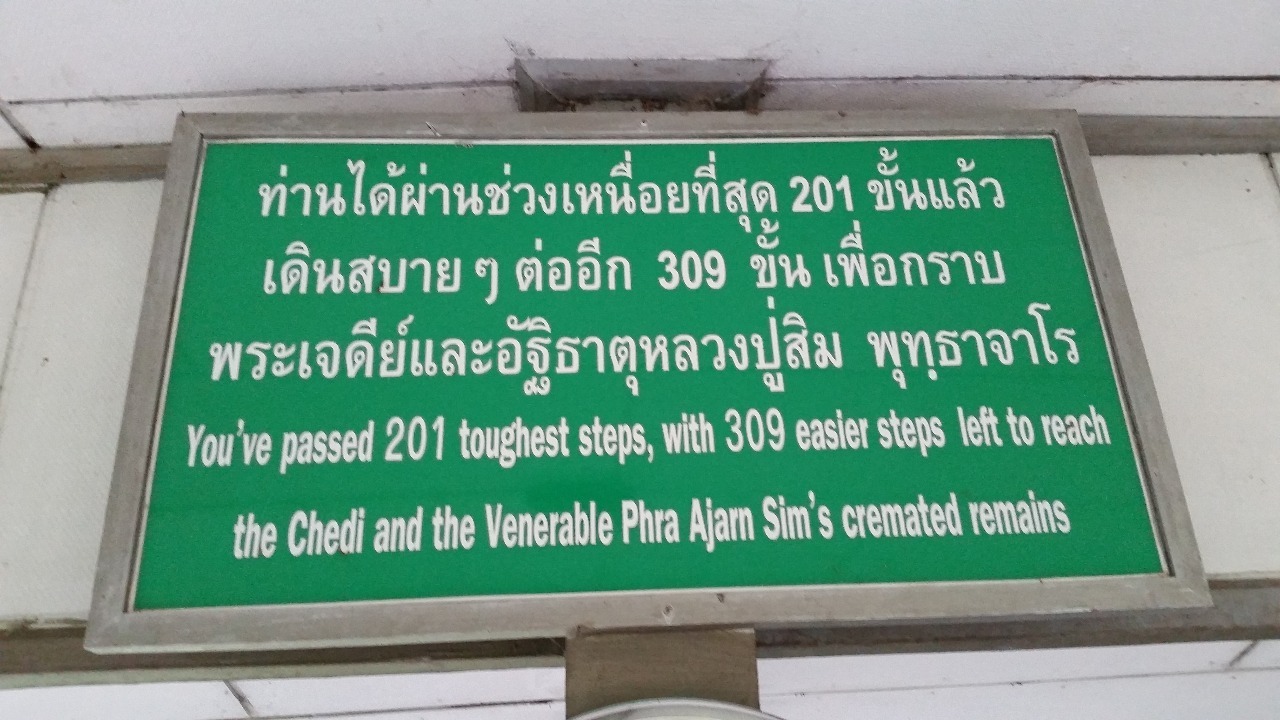 ท่านได้ผ่านช่วงเหนื่อยที่สุด 201 ขั้นแล้ว
เดินสบาย ๆ ต่ออีก 309 ขั้น เพื่อกราบ
พระเจดีย์และอัฐิธาตุหลวงปู่สิม พุทฺธาจาโร
You've passed 201 toughest steps, with 309 easier steps left to reach
the Chedi and the Venerable Phra Ajarn Sim's cremated remains